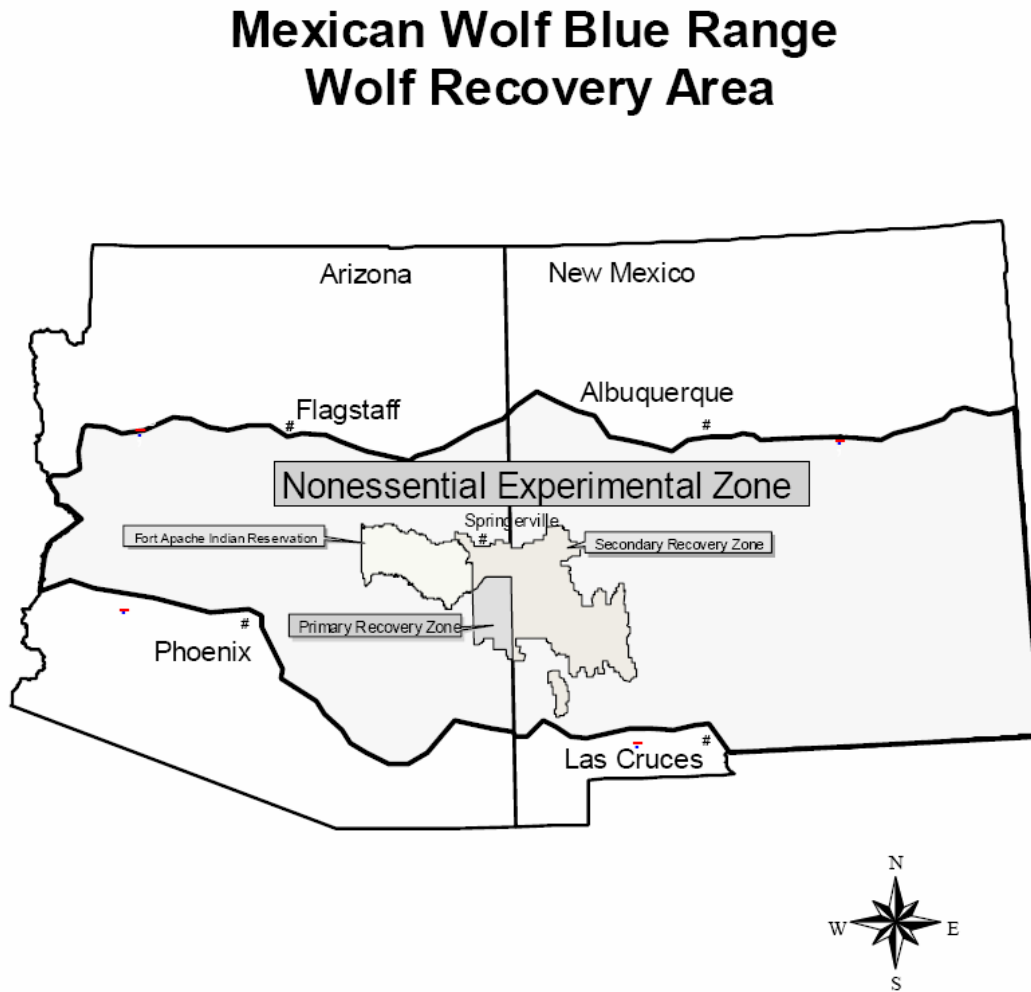 Mexican Wolf Blue Range
Wolf Recovery Area
Arizona
New Mexico
Flagstaff
#
Albuquerque
#
Nonessential Experimental Zone
Springerville
#
Fort Apache Indian Reservation
Secondary Recovery Zone
Primary Recovery Zone
#
Phoenix
#
Las Cruces
N
W
E
S